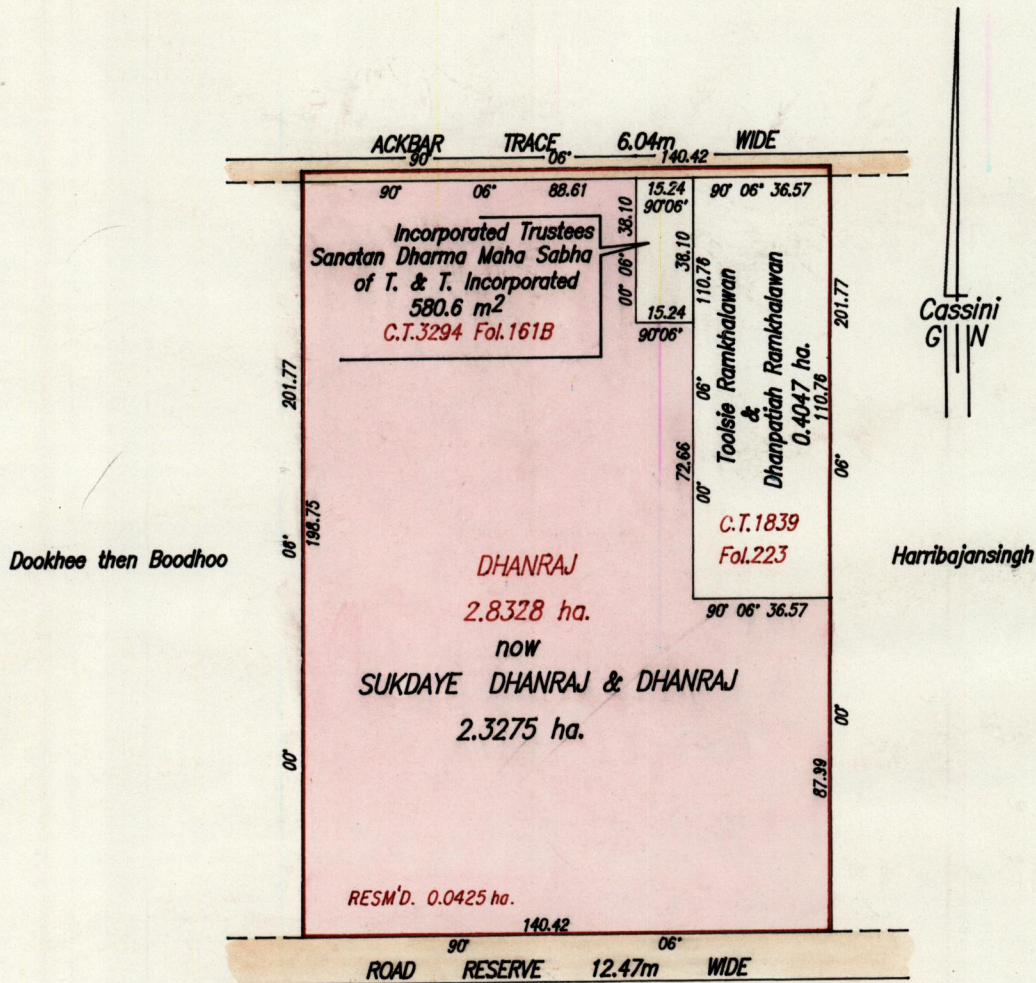 ACKBAR TRACE 6.04m WIDE
90° 06' 140.42
90° 06' 88.61
15.24
90°06'
90° 06' 36.57
Incorporated Trustees
Sanatan Dharma Maha Sabha
of T. & T. Incorporated
580.6 m²
C.T.3294 Fol.161B
00° 06' 38.10
38.10
15.24
90°06'
110.76
00° 06'
72.66
Toolsie Ramkhalawan
&
Dhanpatiah Ramkhalawan
0.4047 ha.
110.76
C.T.1839
Fol.223
90° 06' 36.57
201.77
00° 06'
87.99
201.77
198.75
00° 06'
Cassini
G N
Dookhee then Boodhoo
Harribajansingh
DHANRAJ
2.8328 ha.
now
SUKDAYE DHANRAJ & DHANRAJ
2.3275 ha.
RESM'D. 0.0425 ha.
140.42
90° 06'
ROAD RESERVE 12.47m WIDE